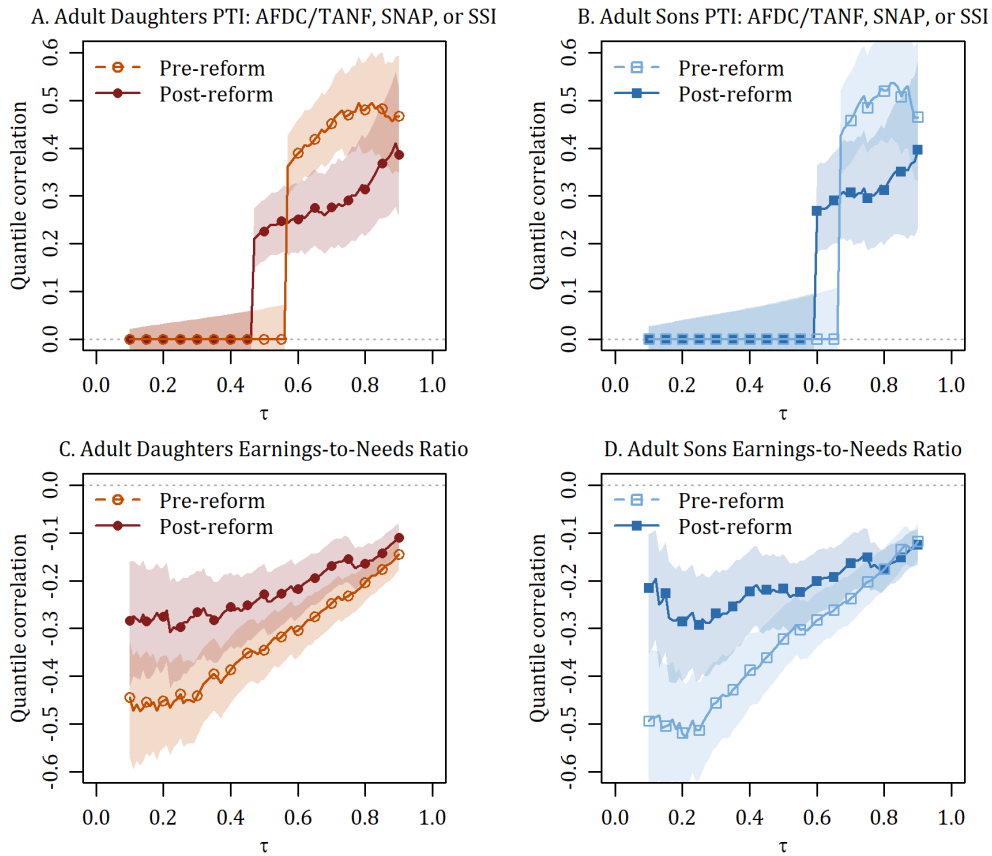 A. Adult Daughters PTI: AFDC/TANF, SNAP, or SSI
Quantile correlation
0.0 0.1 0.2 0.3 0.4 0.5 0.6
Pre-reform
Post-reform
0.0 0.2 0.4 0.6 0.8 1.0
τ
B. Adult Sons PTI: AFDC/TANF, SNAP, or SSI
Quantile correlation
0.0 0.1 0.2 0.3 0.4 0.5 0.6
Pre-reform
Post-reform
0.0 0.2 0.4 0.6 0.8 1.0
τ
C. Adult Daughters Earnings-to-Needs Ratio
Quantile correlation
-0.6 -0.5 -0.4 -0.3 -0.2 -0.1 0.0
Pre-reform
Post-reform
0.0 0.2 0.4 0.6 0.8 1.0
τ
D. Adult Sons Earnings-to-Needs Ratio
Quantile correlation
-0.6 -0.5 -0.4 -0.3 -0.2 -0.1 0.0
Pre-reform
Post-reform
0.0 0.2 0.4 0.6 0.8 1.0
τ